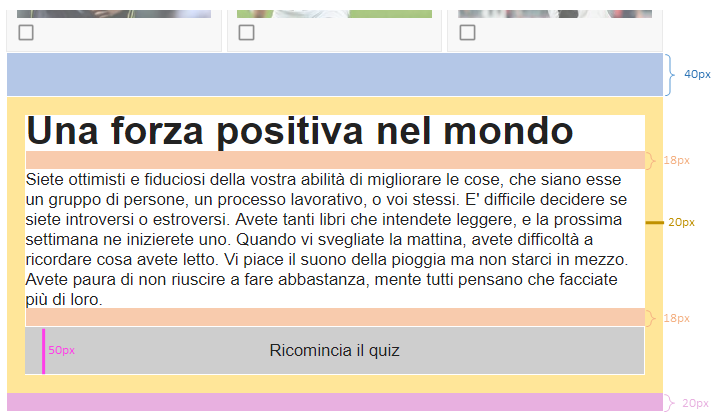 40px
Una forza positiva nel mondo
18px
Siete ottimisti e fiduciosi della vostra abilità di migliorare le cose, che siano esse
un gruppo di persone, un processo lavorativo, o voi stessi. E' difficile decidere se
siete introversi o estroversi. Avete tanti libri che intendete leggere, e la prossima
20px
settimana ne inizierete uno. Quando vi svegliate la mattina, avete difficoltà a
ricordare cosa avete letto. Vi piace il suono della pioggia ma non starci in mezzo.
Avete paura di non riuscire a fare abbastanza, mente tutti pensano che facciate
più di loro.
18px
50px
Ricomincia il quiz
20px